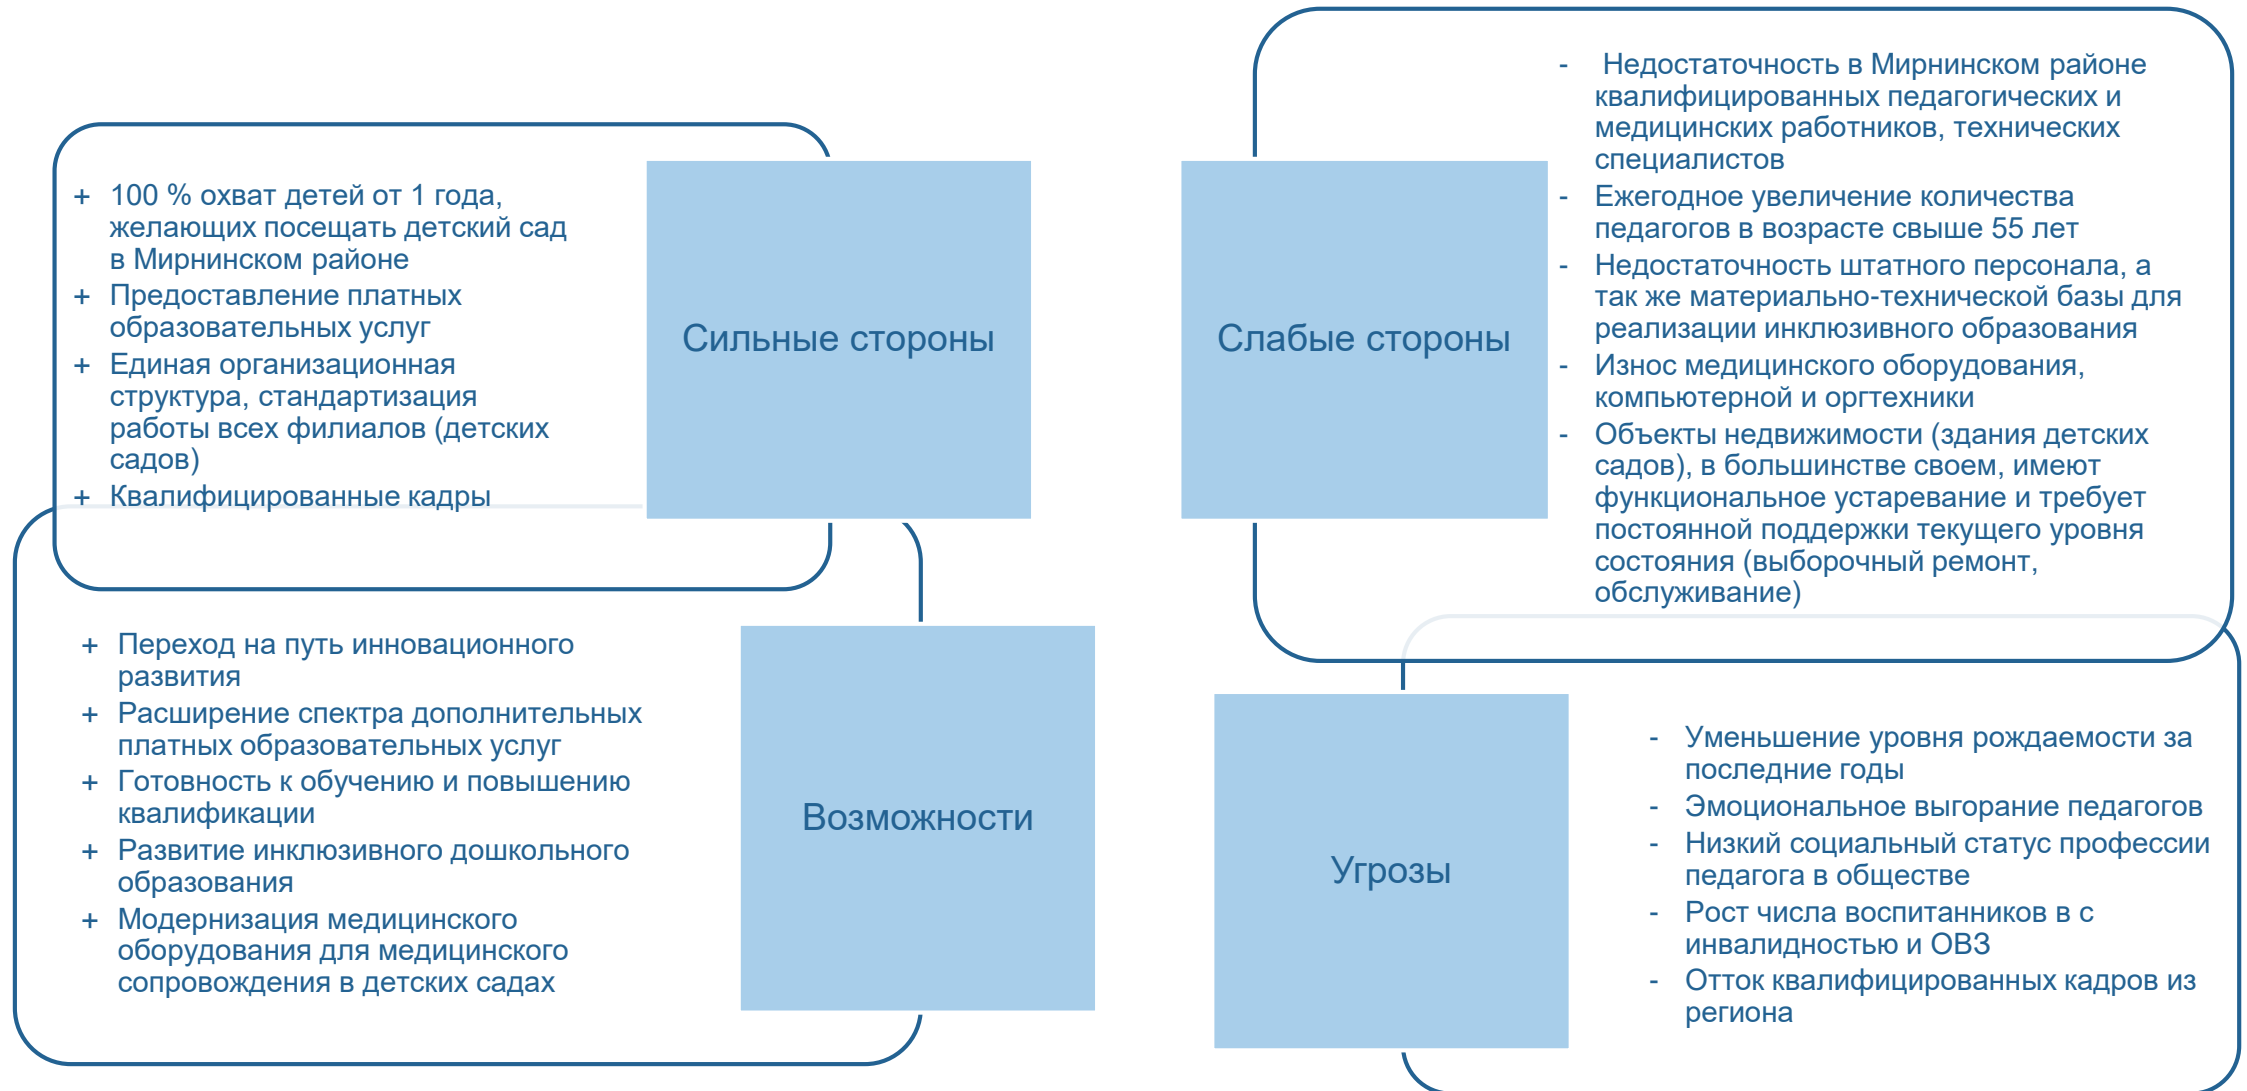 + 100 % охват детей от 1 года,
желающих посещать детский сад
в Мирнинском районе
+ Предоставление платных
образовательных услуг
+ Единая организационная
структура, стандартизация
работы всех филиалов (детских
садов)
+ Квалифицированные кадры
Сильные стороны
Слабые стороны
- Недостаточность в Мирнинском районе
квалифицированных педагогических и
медицинских работников, технических
специалистов
- Ежегодное увеличение количества
педагогов в возрасте свыше 55 лет
- Недостаточность штатного персонала, а
так же материально-технической базы для
реализации инклюзивного образования
- Износ медицинского оборудования,
компьютерной и оргтехники
- Объекты недвижимости (здания детских
садов), в большинстве своем, имеют
функциональное устаревание и требует
постоянной поддержки текущего уровня
состояния (выборочный ремонт,
обслуживание)
+ Переход на путь инновационного
развития
+ Расширение спектра дополнительных
платных образовательных услуг
+ Готовность к обучению и повышению
квалификации
+ Развитие инклюзивного дошкольного
образования
+ Модернизация медицинского
оборудования для медицинского
сопровождения в детских садах
Возможности
Угрозы
- Уменьшение уровня рождаемости за
последние годы
- Эмоциональное выгорание педагогов
- Низкий социальный статус профессии
педагога в обществе
- Рост числа воспитанников в с
инвалидностью и ОВЗ
- Отток квалифицированных кадров из
региона